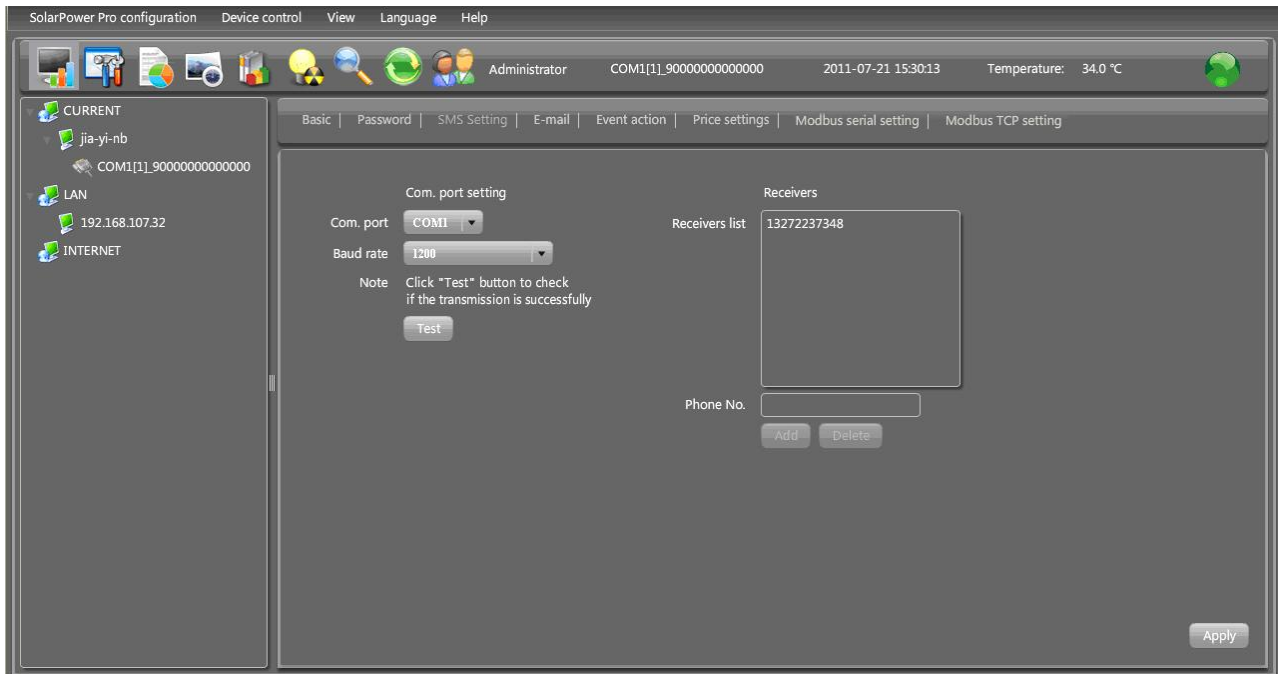 SolarPower Pro configuration Device control View Language Help
Administrator COM1[1]_90000000000000 2011-07-21 15:30:13 Temperature: 34.0 ℃
CURRENT
jia-yi-nb
COM1[1]_90000000000000
LAN
192.168.107.32
INTERNET
Basic | Password | SMS Setting | E-mail | Event action | Price settings | Modbus serial setting | Modbus TCP setting
Com. port setting
Com. port COM1
Baud rate 1200
Note Click "Test" button to check
if the transmission is successfully
Test
Receivers
Receivers list 13272237348
Phone No.
Add Delete
Apply